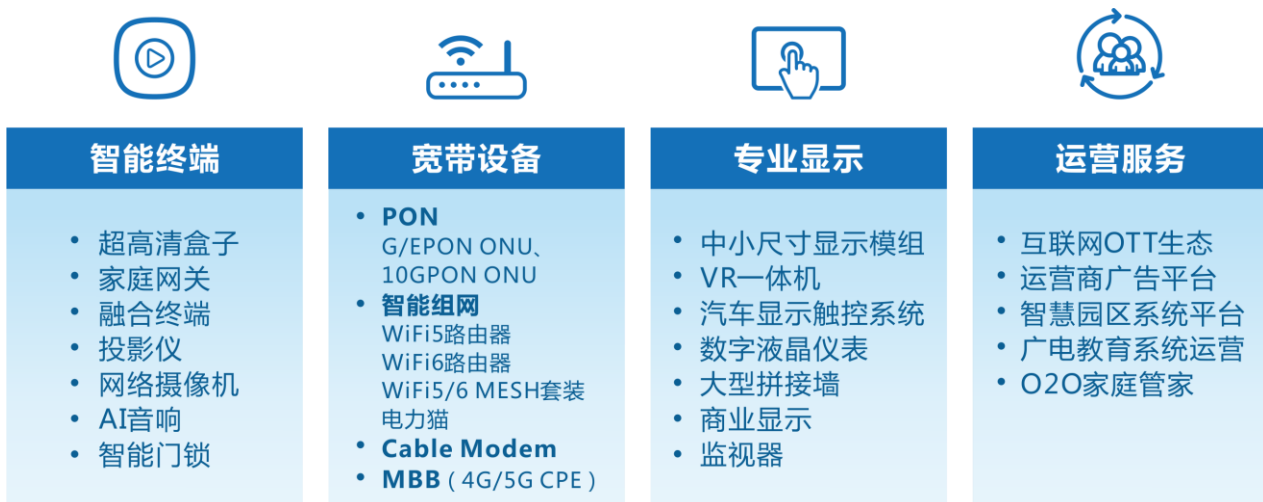 智能终端
• 超高清盒子
• 家庭网关
• 融合终端
• 投影仪
• 网络摄像机
• AI音响
• 智能门锁
宽带设备
• PON
G/EPON ONU、
10GPON ONU
• 智能组网
WiFi5路由器
WiFi6路由器
WiFi5/6 MESH套装
电力猫
• Cable Modem
• MBB ( 4G/5G CPE )
专业显示
• 中小尺寸显示模组
• VR一体机
• 汽车显示触控系统
• 数字液晶仪表
• 大型拼接墙
• 商业显示
• 监视器
运营服务
• 互联网OTT生态
• 运营商广告平台
• 智慧园区系统平台
• 广电教育系统运营
• O2O家庭管家